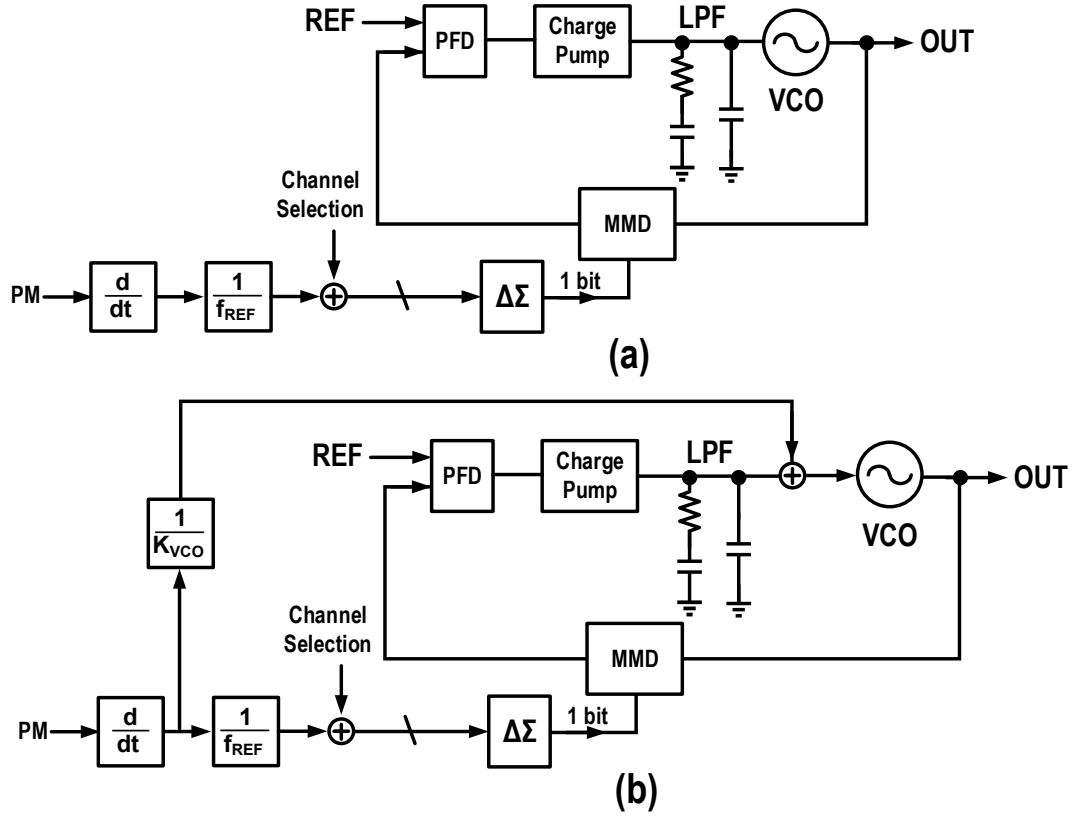 REF
PFD
Charge
Pump
LPF
VCO
OUT
Channel
Selection
MMD
PM
d
dt
1
fREF
ΔΣ
1 bit
(a)
REF
PFD
Charge
Pump
LPF
VCO
OUT
1
KVCO
Channel
Selection
MMD
PM
d
dt
1
fREF
ΔΣ
1 bit
(b)